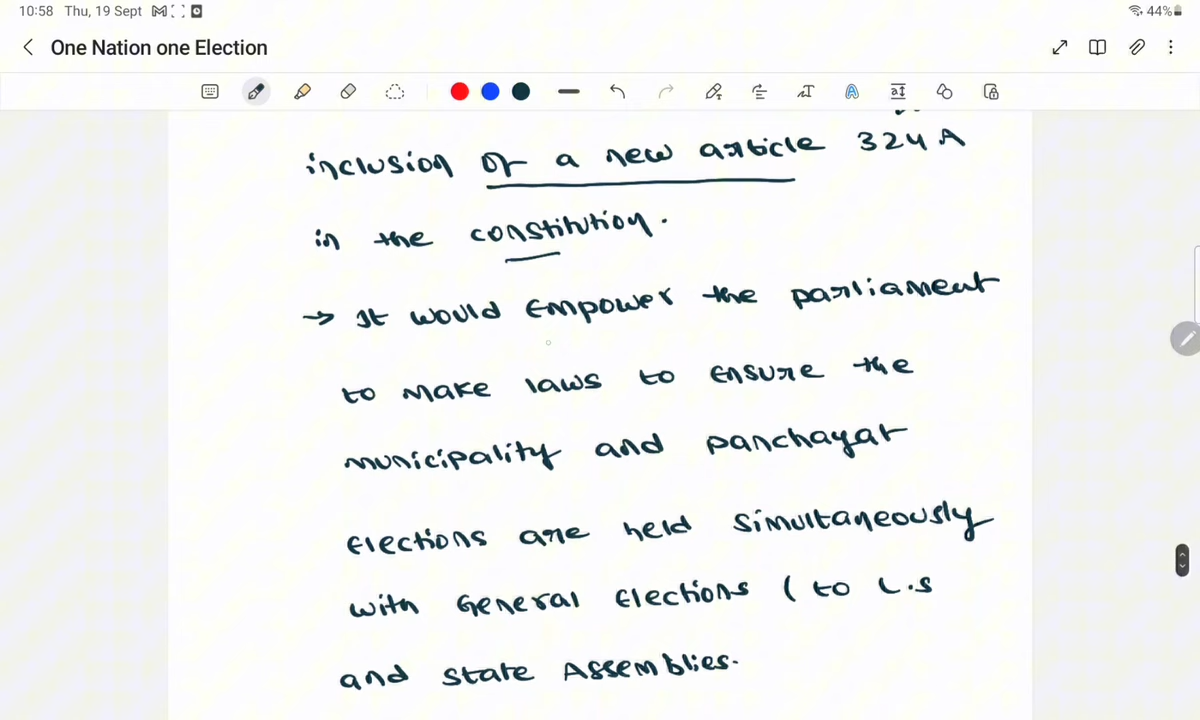 10:58 Thu, 19 Sept 44%
One Nation one Election
inclusion of a new article 324 A
in the constitution.
→ It would Empower the parliament
to make laws to Ensure the
municipality and panchayat
Elections are held simultaneously
with General Elections ( to L.S
and state Assemblies.